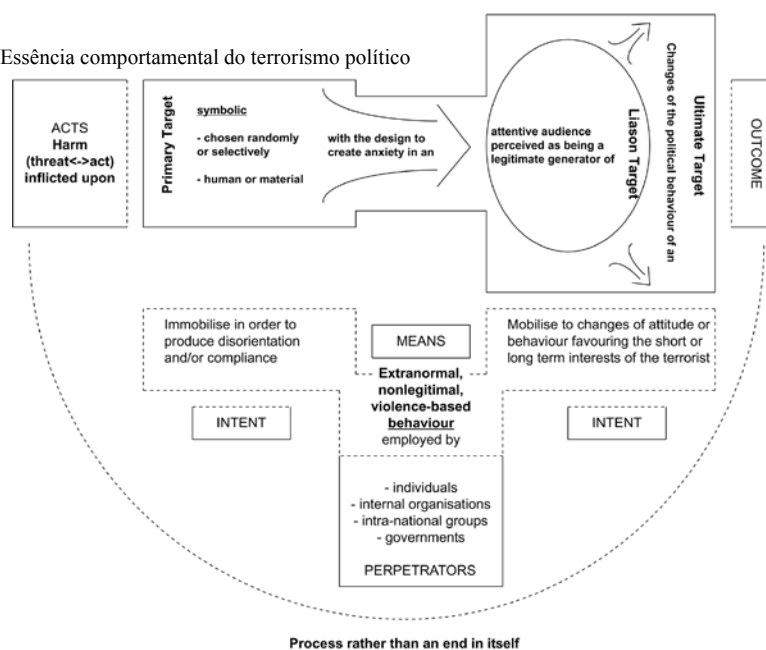 Essência comportamental do terrorismo político
ACTS
Harm
(threat<->act)
inflicted upon
Primary Target
symbolic
- chosen randomly
or selectively
- human or material
with the design to
create anxiety in an
attentive audience
perceived as being a
legitimate generator of
Liason Target
Changes of the political behaviour of an
Ultimate Target
OUTCOME
Immobilise in order to
produce disorientation
and/or compliance
MEANS
Mobilise to changes of attitude or
behaviour favouring the short or
long term interests of the terrorist
Extranormal,
nonlegitimal,
violence-based
behaviour
employed by
INTENT
INTENT
- individuals
- internal organisations
- intra-national groups
- governments
PERPETRATORS
Process rather than an end in itself